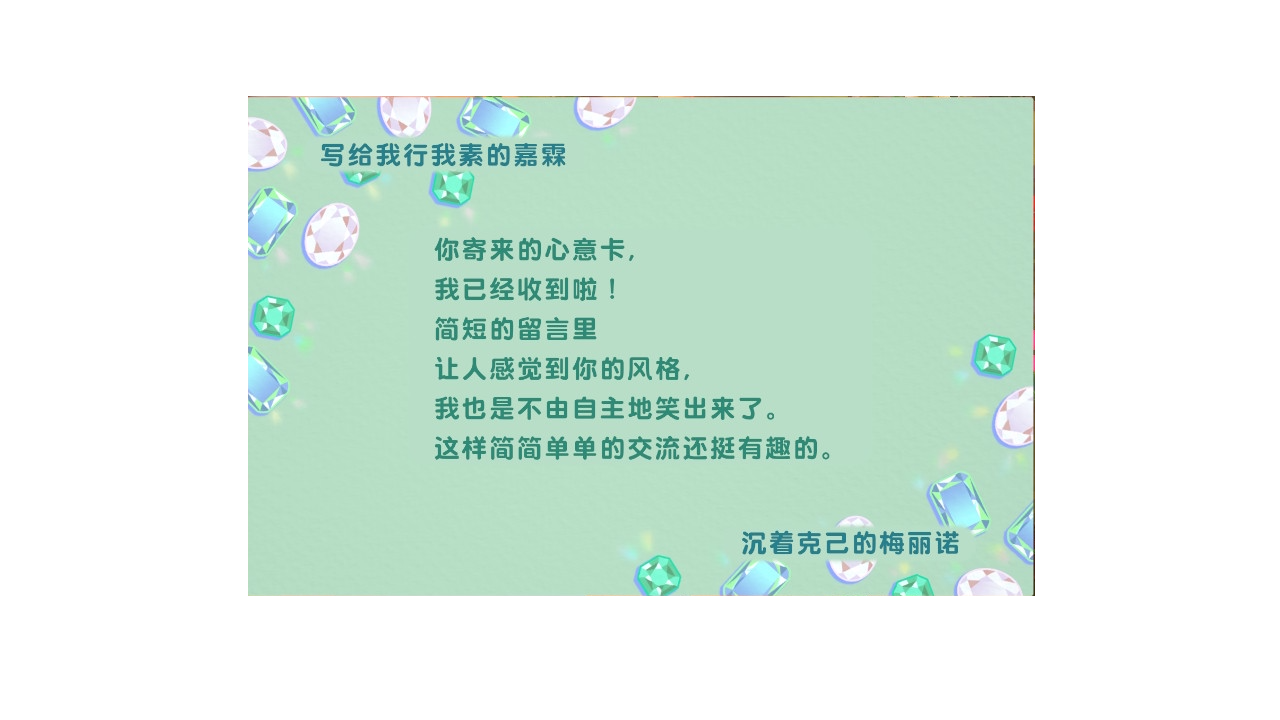 写给我行我素的嘉霖
你寄来的心意卡，
我已经收到啦！
简短的留言里
让人感觉到你的风格，
我也是不由自主地笑出来了。
这样简简单单的交流还挺有趣的。
沉着克己的梅丽诺